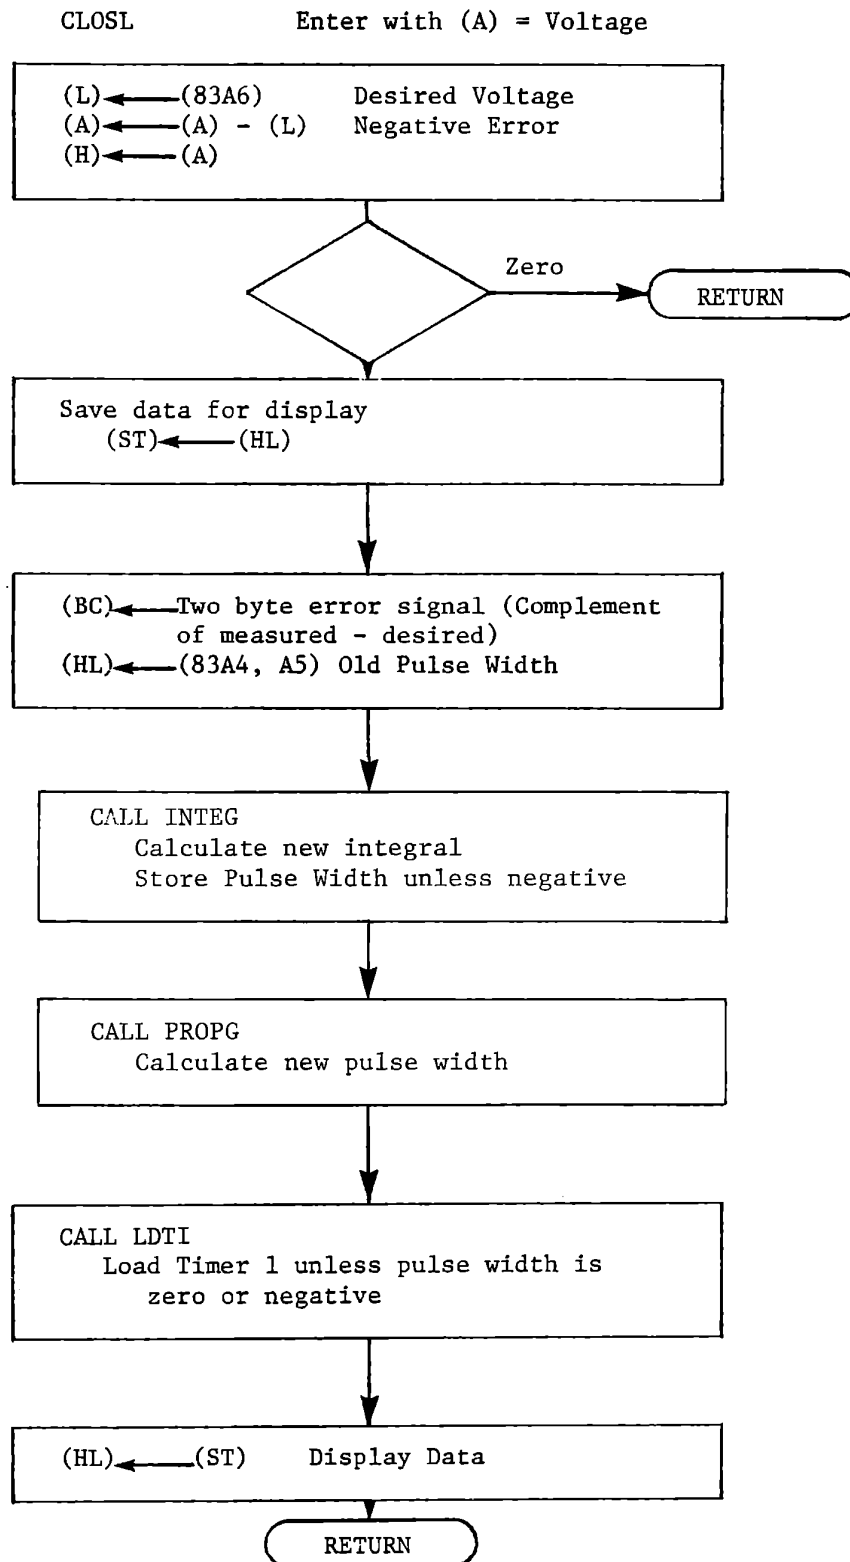 CLOSL Enter with (A) = Voltage
(L) ← (83A6) Desired Voltage
(A) ← (A) - (L) Negative Error
(H) ← (A)
Zero
RETURN
Save data for display
(ST) ← (HL)
(BC) ← Two byte error signal (Complement
of measured - desired)
(HL) ← (83A4, A5) Old Pulse Width
CALL INTEG
Calculate new integral
Store Pulse Width unless negative
CALL PROPG
Calculate new pulse width
CALL LDTI
Load Timer 1 unless pulse width is
zero or negative
(HL) ← (ST) Display Data
RETURN